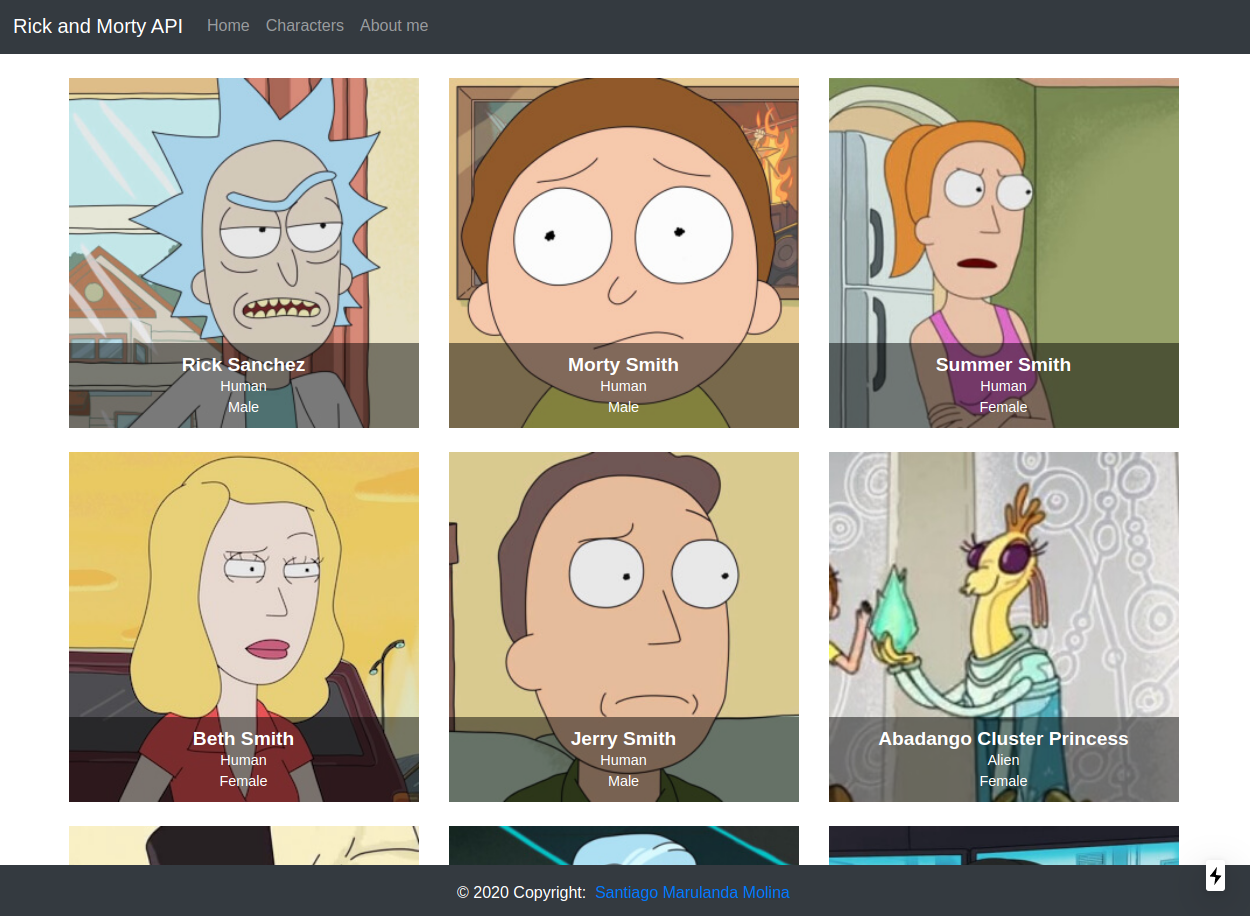 Rick and Morty API Home Characters About me
Rick Sanchez
Human
Male
Morty Smith
Human
Male
Summer Smith
Human
Female
Beth Smith
Human
Female
Jerry Smith
Human
Male
Abadango Cluster Princess
Alien
Female
© 2020 Copyright: Santiago Marulanda Molina